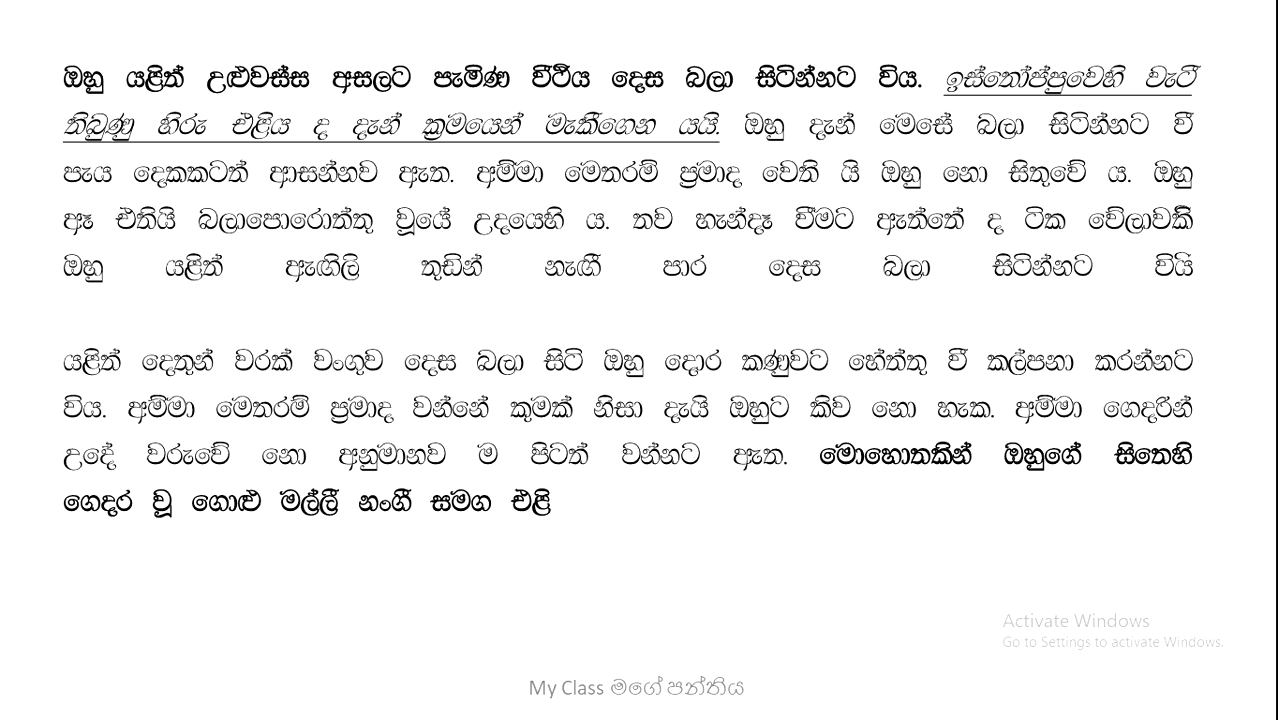 ඔහු යළිත් උළුවස්ස අසලට පැමිණ වීථිය දෙස බලා සිටින්නට විය. ඉස්තෝප්පුවෙහි වැටී
තිබුණු හිරු එළිය ද දැන් ක්‍රමයෙන් මැකීගෙන යයි. ඔහු දැන් මෙසේ බලා සිටින්නට වී
පැය දෙකකටත් ආසන්නව ඇත. අම්මා මෙතරම් ප්‍රමාද වෙති යි ඔහු නො සිතුවේ ය. ඔහු
ඈ එතියි බලාපොරොත්තු වූයේ උදයෙහි ය. තව හැන්දෑ වීමට ඇත්තේ ද ටික වේලාවකි
ඔහු යළිත් ඇඟිලි තුඩින් නැඟී පාර දෙස බලා සිටින්නට වියි
යළිත් දෙතුන් වරක් වංගුව දෙස බලා සිටි ඔහු දොර කණුවට හේත්තු වී කල්පනා කරන්නට
විය. අම්මා මෙතරම් ප්‍රමාද වන්නේ කුමක් නිසා දැයි ඔහුට කිව නො හැක. අම්මා ගෙදරින්
උදේ වරුවේ නො අනුමානව ම පිටත් වන්නට ඇත. මොහොතකින් ඔහුගේ සිතෙහි
ගෙදර වූ ගොළු මල්ලී නංගී සමග එළි
Activate Windows
Go to Settings to activate Windows.
My Class මගේ පන්තිය